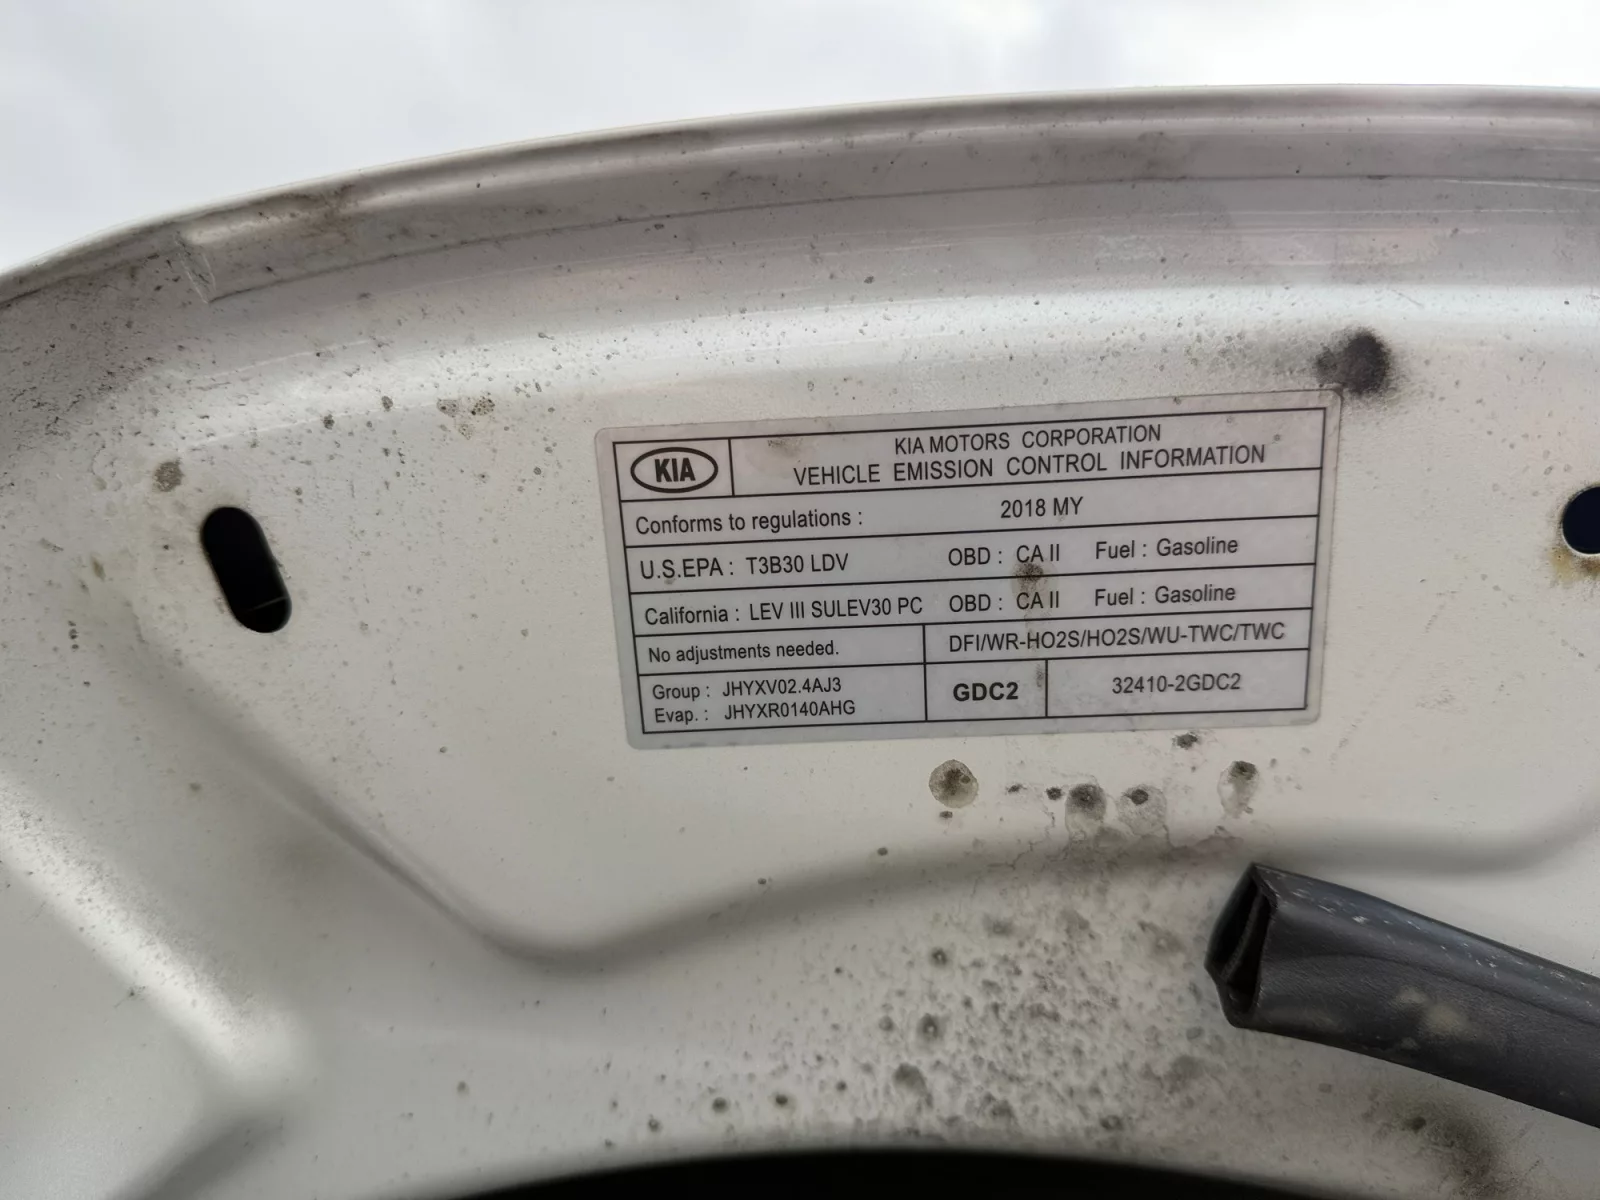 KIA
KIA MOTORS CORPORATION
VEHICLE EMISSION CONTROL INFORMATION
Conforms to regulations : 2018 MY
U.S.EPA : T3B30 LDV OBD : CA II Fuel : Gasoline
California : LEV III SULEV30 PC OBD : CA II Fuel : Gasoline
No adjustments needed. DFI/WR-HO2S/HO2S/WU-TWC/TWC
Group : JHYXV02.4AJ3
Evap. : JHYXR0140AHG
GDC2 32410-2GDC2